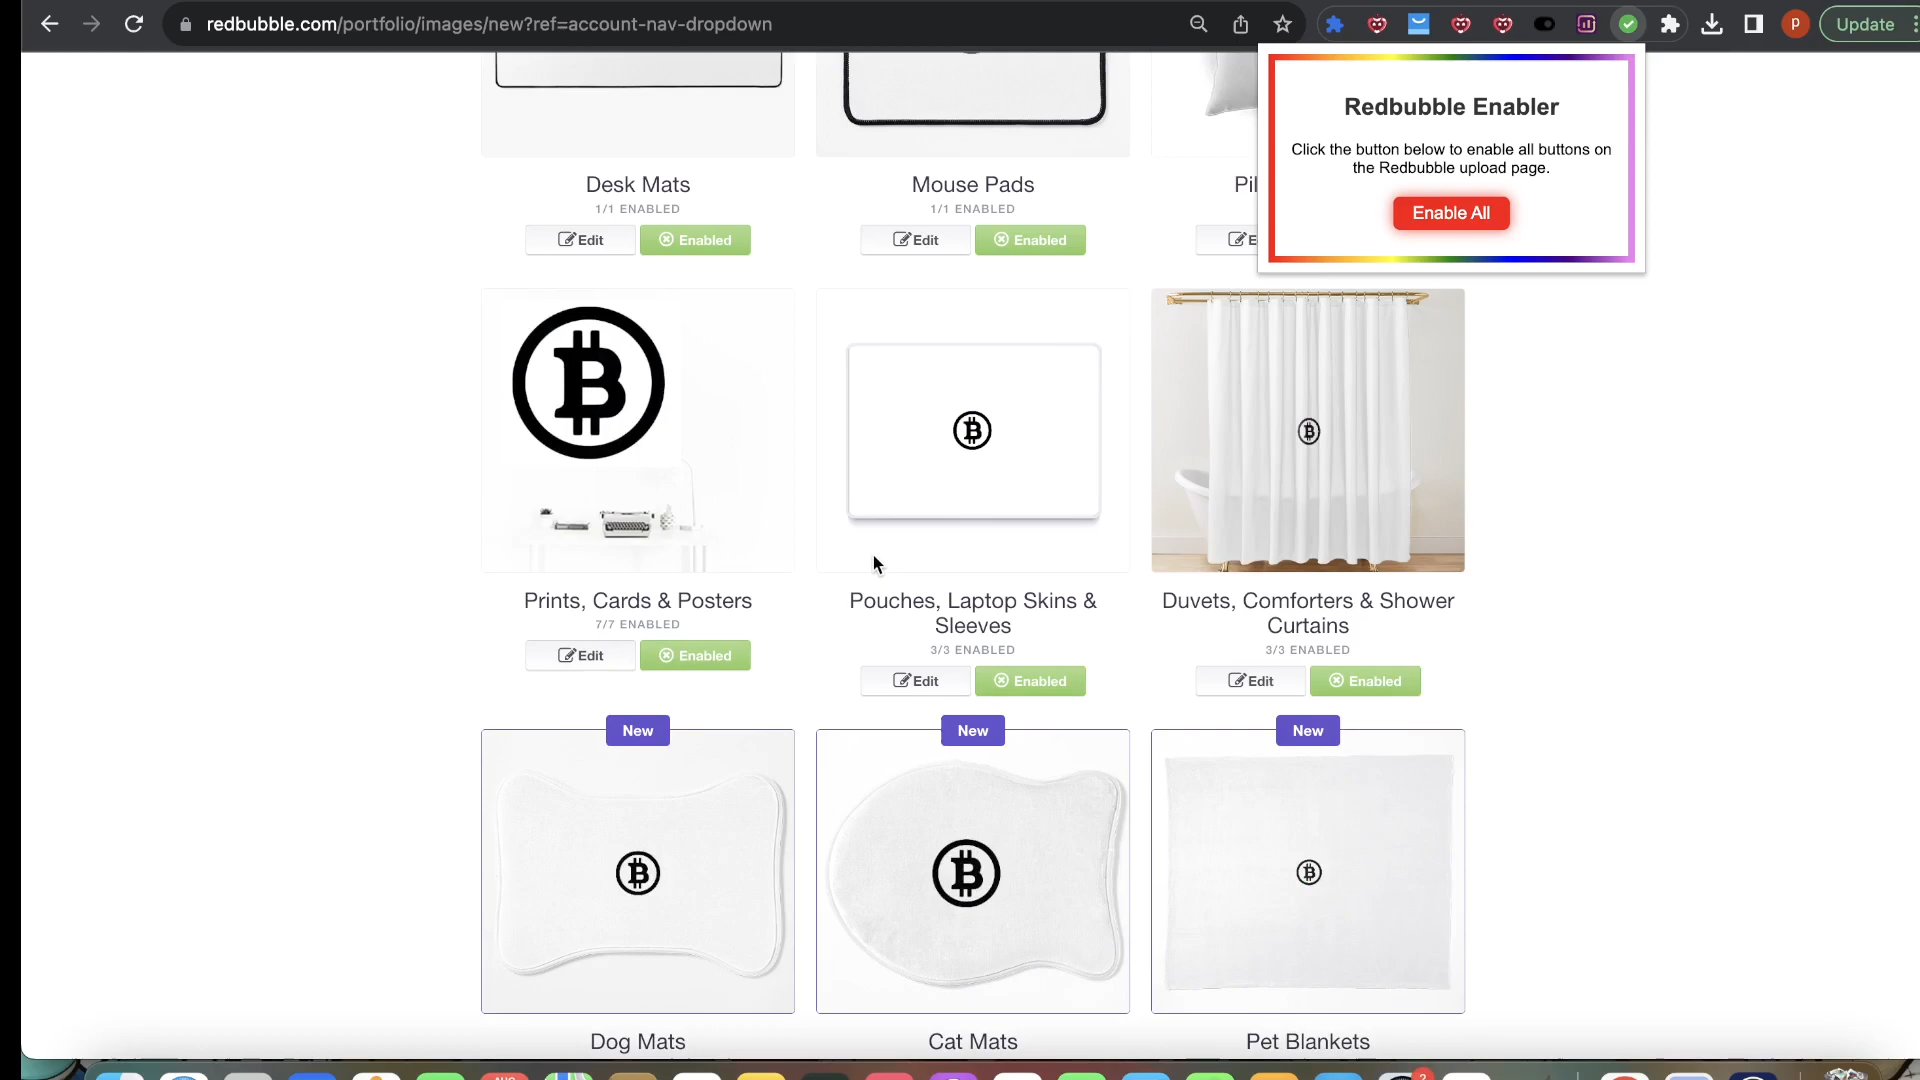 redbubble.com/portfolio/images/new?ref=account-nav-dropdown
P
Update
Redbubble Enabler
Click the button below to enable all buttons on
the Redbubble upload page.
Enable All
Desk Mats
1/1 ENABLED
Edit
Enabled
Mouse Pads
1/1 ENABLED
Edit
Enabled
Pil
E
Prints, Cards & Posters
7/7 ENABLED
Edit
Enabled
Pouches, Laptop Skins &
Sleeves
3/3 ENABLED
Edit
Enabled
Duvets, Comforters & Shower
Curtains
3/3 ENABLED
Edit
Enabled
New
New
New
Dog Mats
Cat Mats
Pet Blankets
2